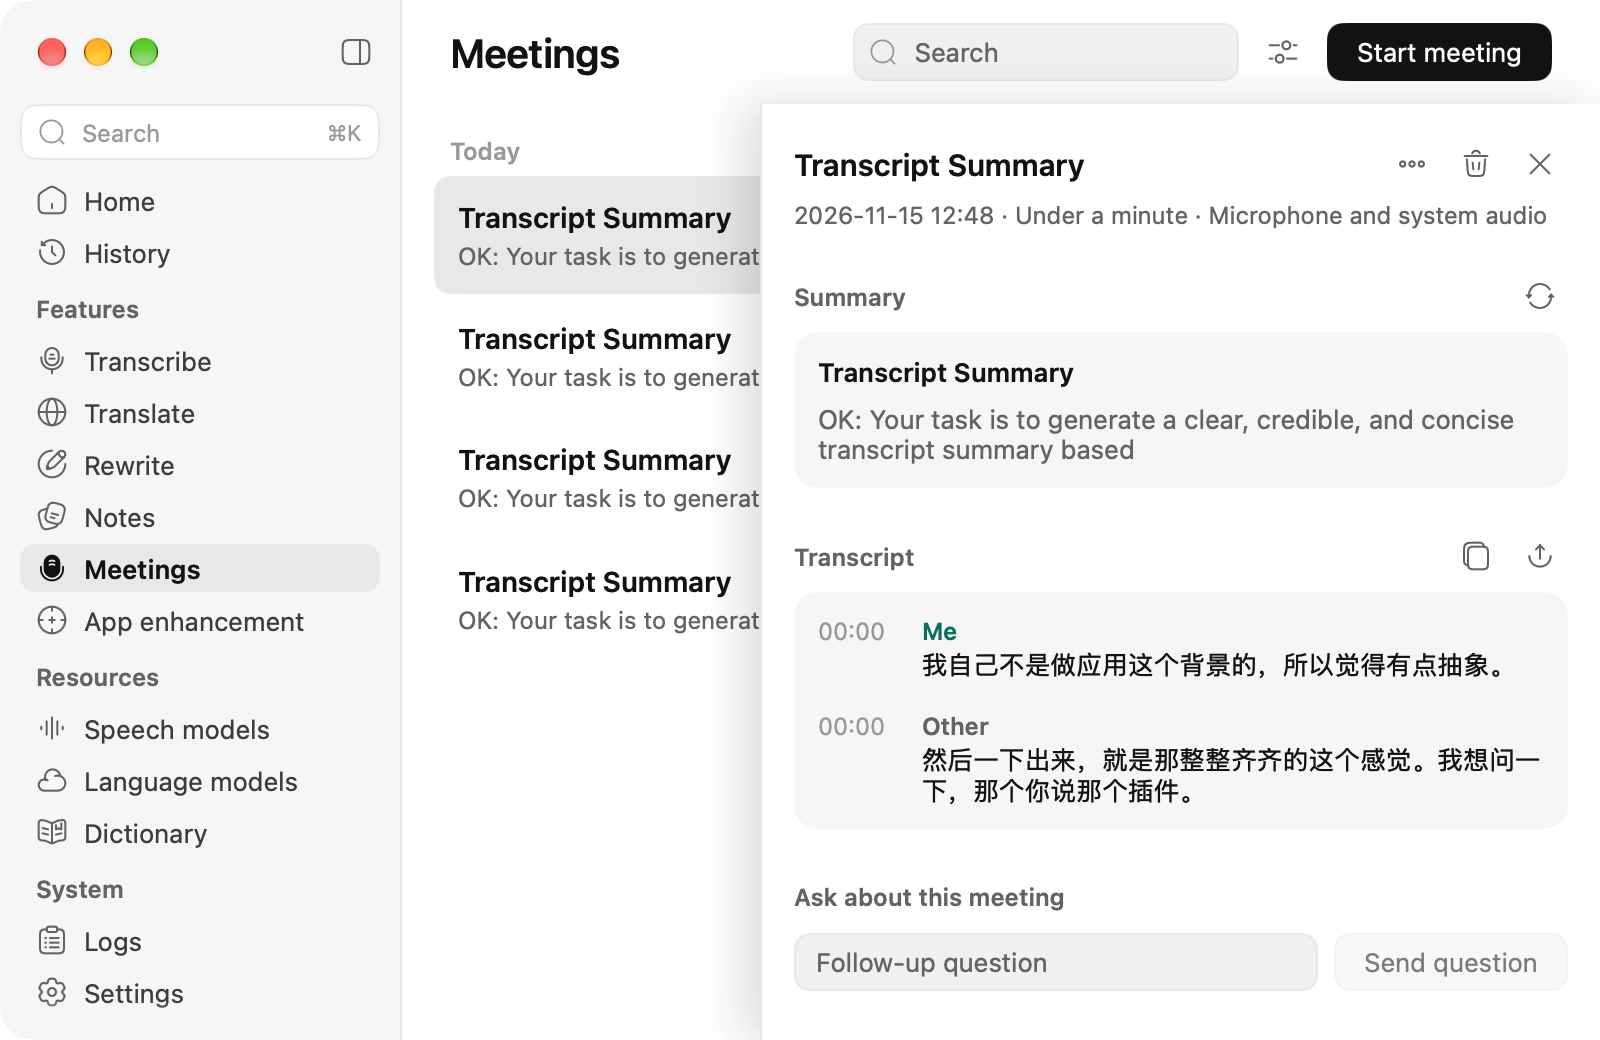 Search ⌘K
Home
History
Features
Transcribe
Translate
Rewrite
Notes
Meetings
App enhancement
Resources
Speech models
Language models
Dictionary
System
Logs
Settings
Meetings
Search
Start meeting
Today
Transcript Summary
OK: Your task is to generat
Transcript Summary
OK: Your task is to generat
Transcript Summary
OK: Your task is to generat
Transcript Summary
OK: Your task is to generat
Transcript Summary
2026-11-15 12:48 · Under a minute · Microphone and system audio
Summary
Transcript Summary
OK: Your task is to generate a clear, credible, and concise
transcript summary based
Transcript
00:00 Me
我自己不是做应用这个背景的，所以觉得有点抽象。
00:00 Other
然后一下出来，就是那整整齐齐的这个感觉。我想问一
下，那个你说那个插件。
Ask about this meeting
Follow-up question
Send question